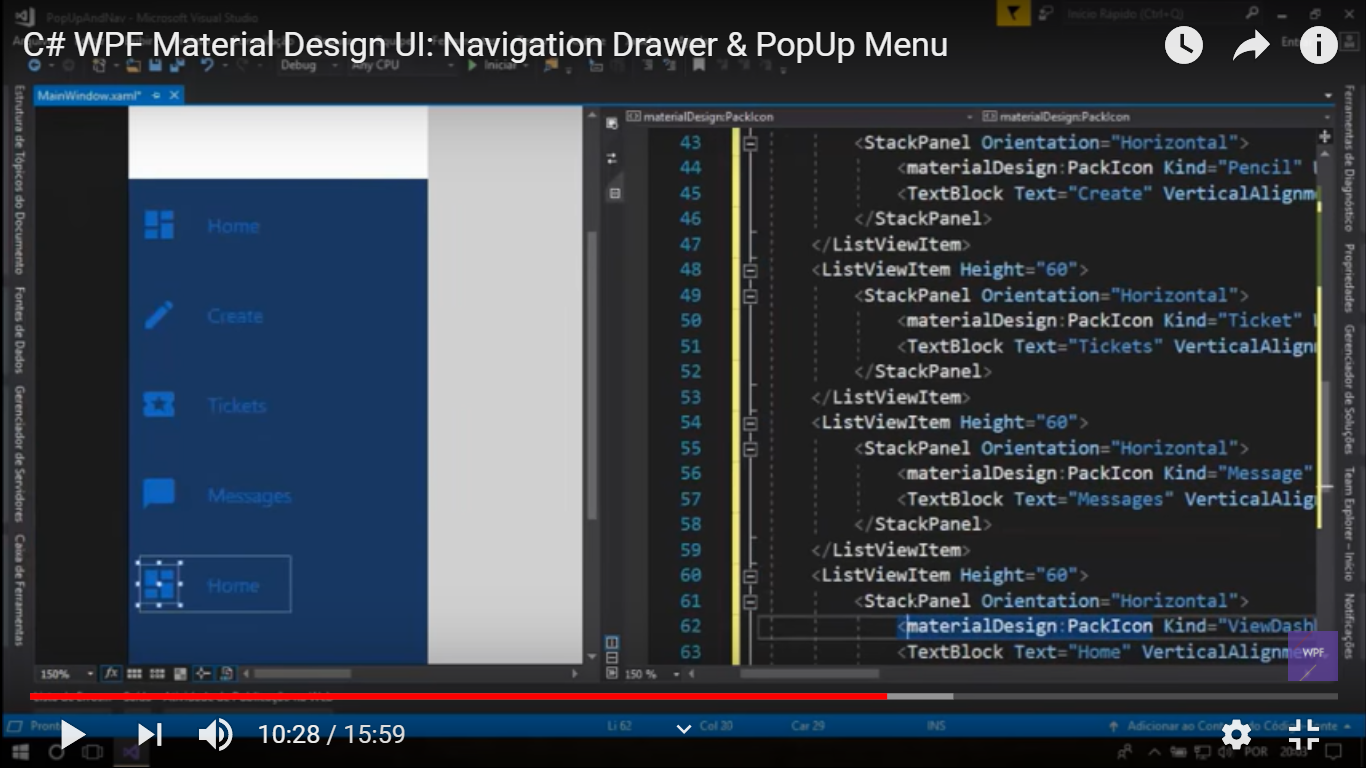 PopUpAndNav - Microsoft Visual Studio
Início Rápido (Ctrl+Q)
C# WPF Material Design UI: Navigation Drawer & PopUp Menu
Debug
Any CPU
Iniciar
MainWindow.xaml*
materialDesign:PackIcon
materialDesign:PackIcon
Estrutura de Tópicos do Documento
Fontes de Dados
Gerenciador de Servidores
Caixa de Ferramentas
Home
Create
Tickets
Messages
Home
43 <StackPanel Orientation="Horizontal">
44 <materialDesign:PackIcon Kind="Pencil"
45 <TextBlock Text="Create" VerticalAlignm
46 </StackPanel>
47 </ListViewItem>
48 <ListViewItem Height="60">
49 <StackPanel Orientation="Horizontal">
50 <materialDesign:PackIcon Kind="Ticket"
51 <TextBlock Text="Tickets" VerticalAlign
52 </StackPanel>
53 </ListViewItem>
54 <ListViewItem Height="60">
55 <StackPanel Orientation="Horizontal">
56 <materialDesign:PackIcon Kind="Message"
57 <TextBlock Text="Messages" VerticalAlig
58 </StackPanel>
59 </ListViewItem>
60 <ListViewItem Height="60">
61 <StackPanel Orientation="Horizontal">
62 <materialDesign:PackIcon Kind="ViewDash
63 <TextBlock Text="Home" VerticalAlignme
Ferramentas de Diagnóstico
Propriedades
Gerenciador de Soluções
Team Explorer - Início
Notificações
WPF
150%
fx
150 %
Li 62
Col 30
Car 29
INS
Adicionar ao
10:28 / 15:59
POR
20:03